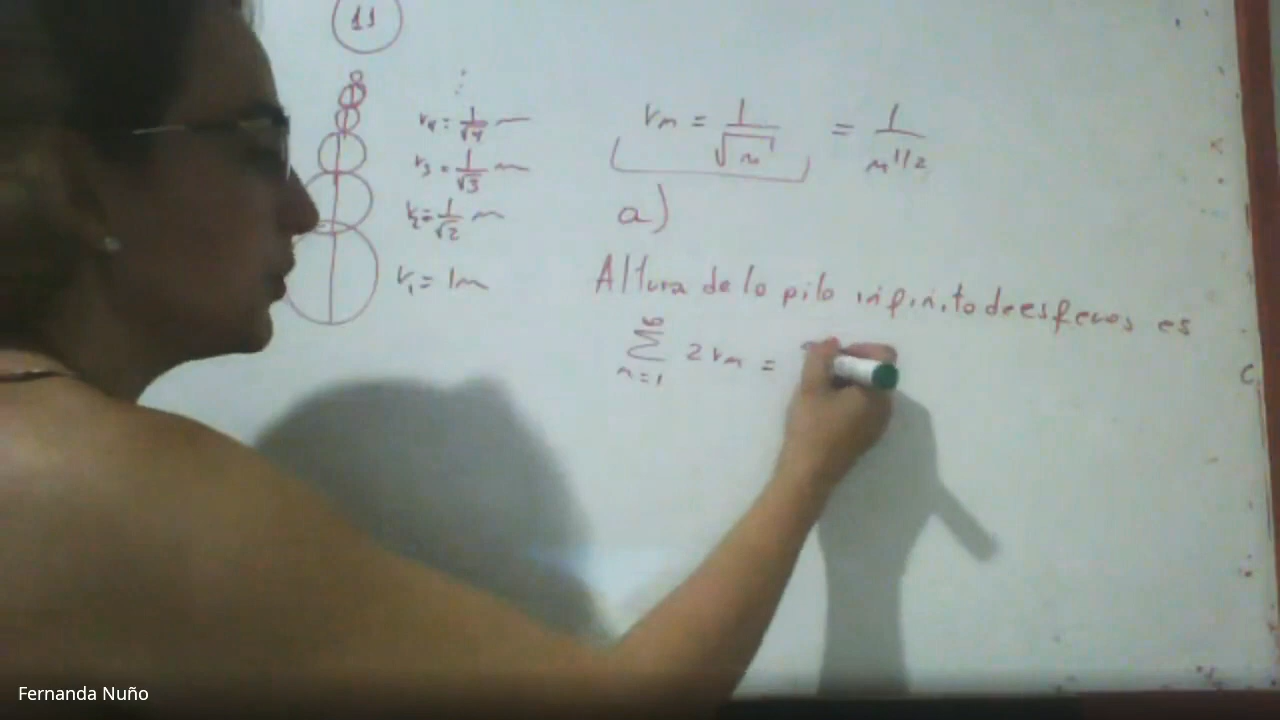 11
r₄ = 1/√4 m
r₃ = 1/√3 m
r₂ = 1/√2 m
r₁ = 1m
rₙ = 1/√n = 1/n^1/2
a)
Altura de la pila infinita de esferas es
∞ ∑ n=1 2rₙ =
C
Fernanda Nuño